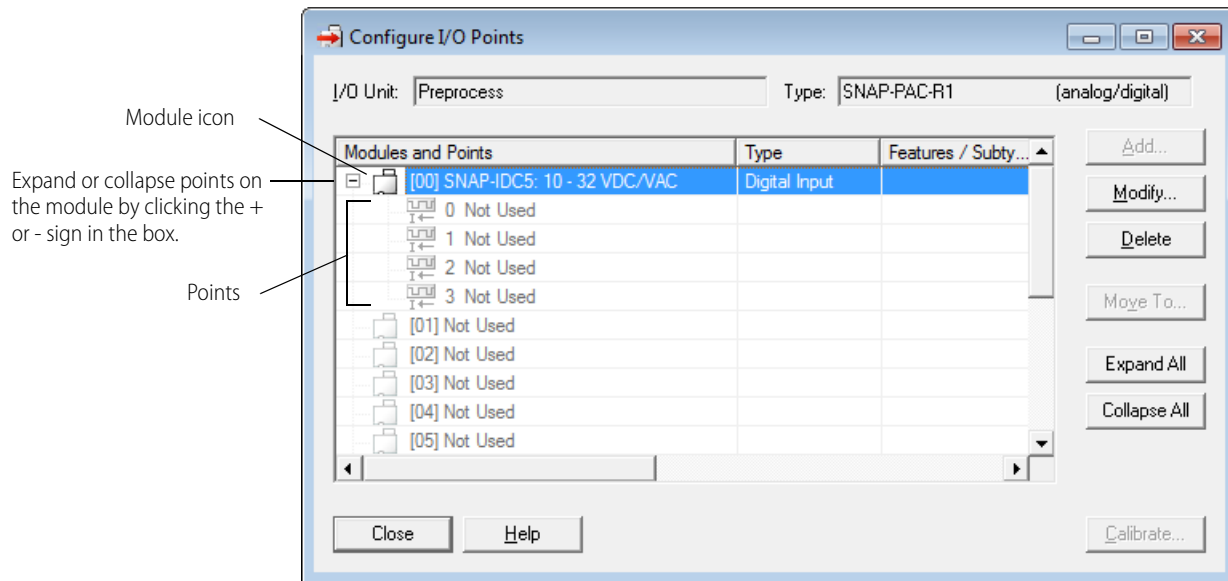 Configure I/O Points
I/O Unit: Preprocess Type: SNAP-PAC-R1 (analog/digital)
Module icon
Expand or collapse points on
the module by clicking the +
or - sign in the box.
Points
Modules and Points Type Features / Subty...
[00] SNAP-IDC5: 10 - 32 VDC/VAC Digital Input
0 Not Used
1 Not Used
2 Not Used
3 Not Used
[01] Not Used
[02] Not Used
[03] Not Used
[04] Not Used
[05] Not Used
Add...
Modify...
Delete
Move To...
Expand All
Collapse All
Close Help Calibrate...